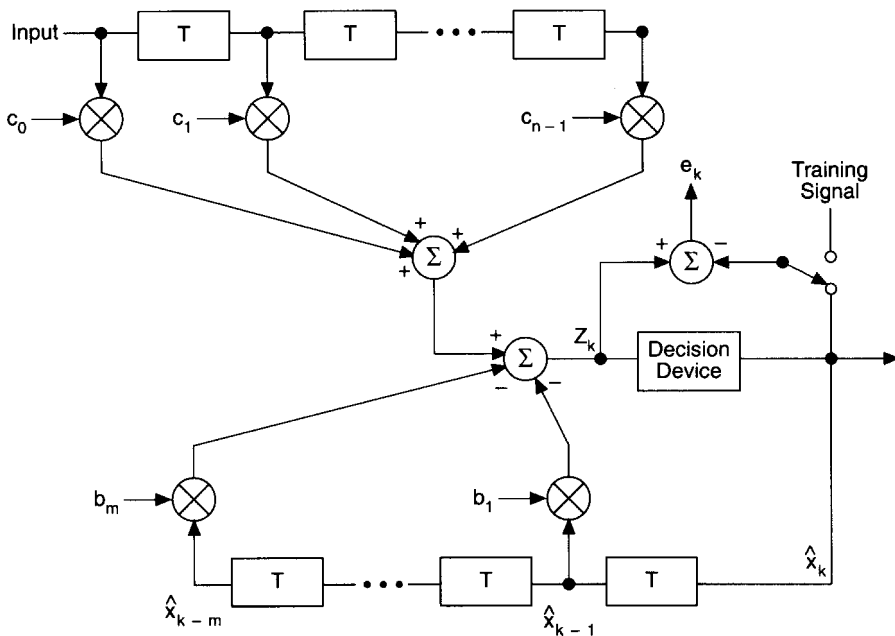 Input
T
T
T
c₀
c₁
cₙ₋₁
eₖ
Training
Signal
+
+
+
Σ
+
−
Σ
+
Σ
−
−
Zₖ
Decision
Device
bₘ
b₁
T
T
T
x̂ₖ
x̂ₖ₋ₘ
x̂ₖ₋₁